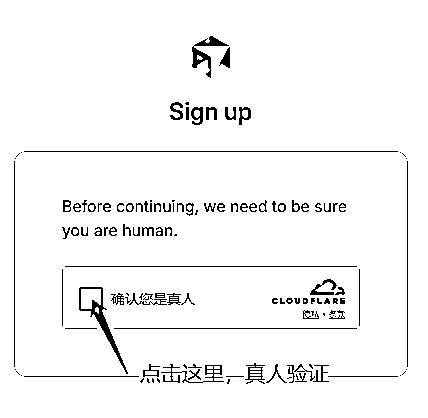 Sign up
Before continuing, we need to be sure
you are human.
确认您是真人
CLOUDFLARE
隐私 • 条款
点击这里，真人验证